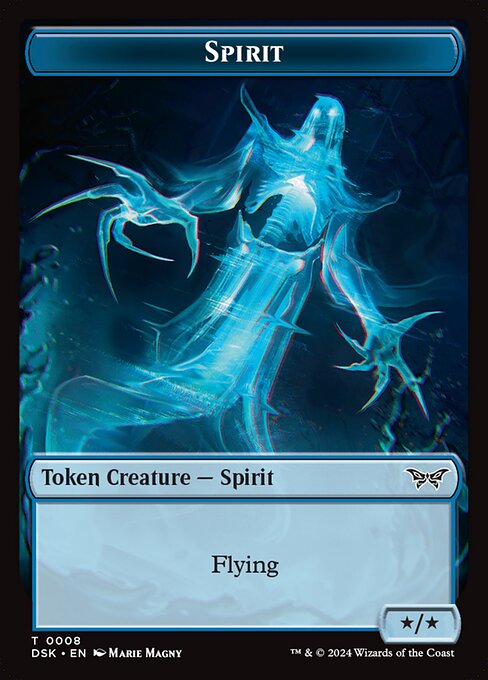 Spirit
Token Creature — Spirit
Flying
★/★
T 0008
DSK • EN Marie Magny
™ & © 2024 Wizards of the Coast